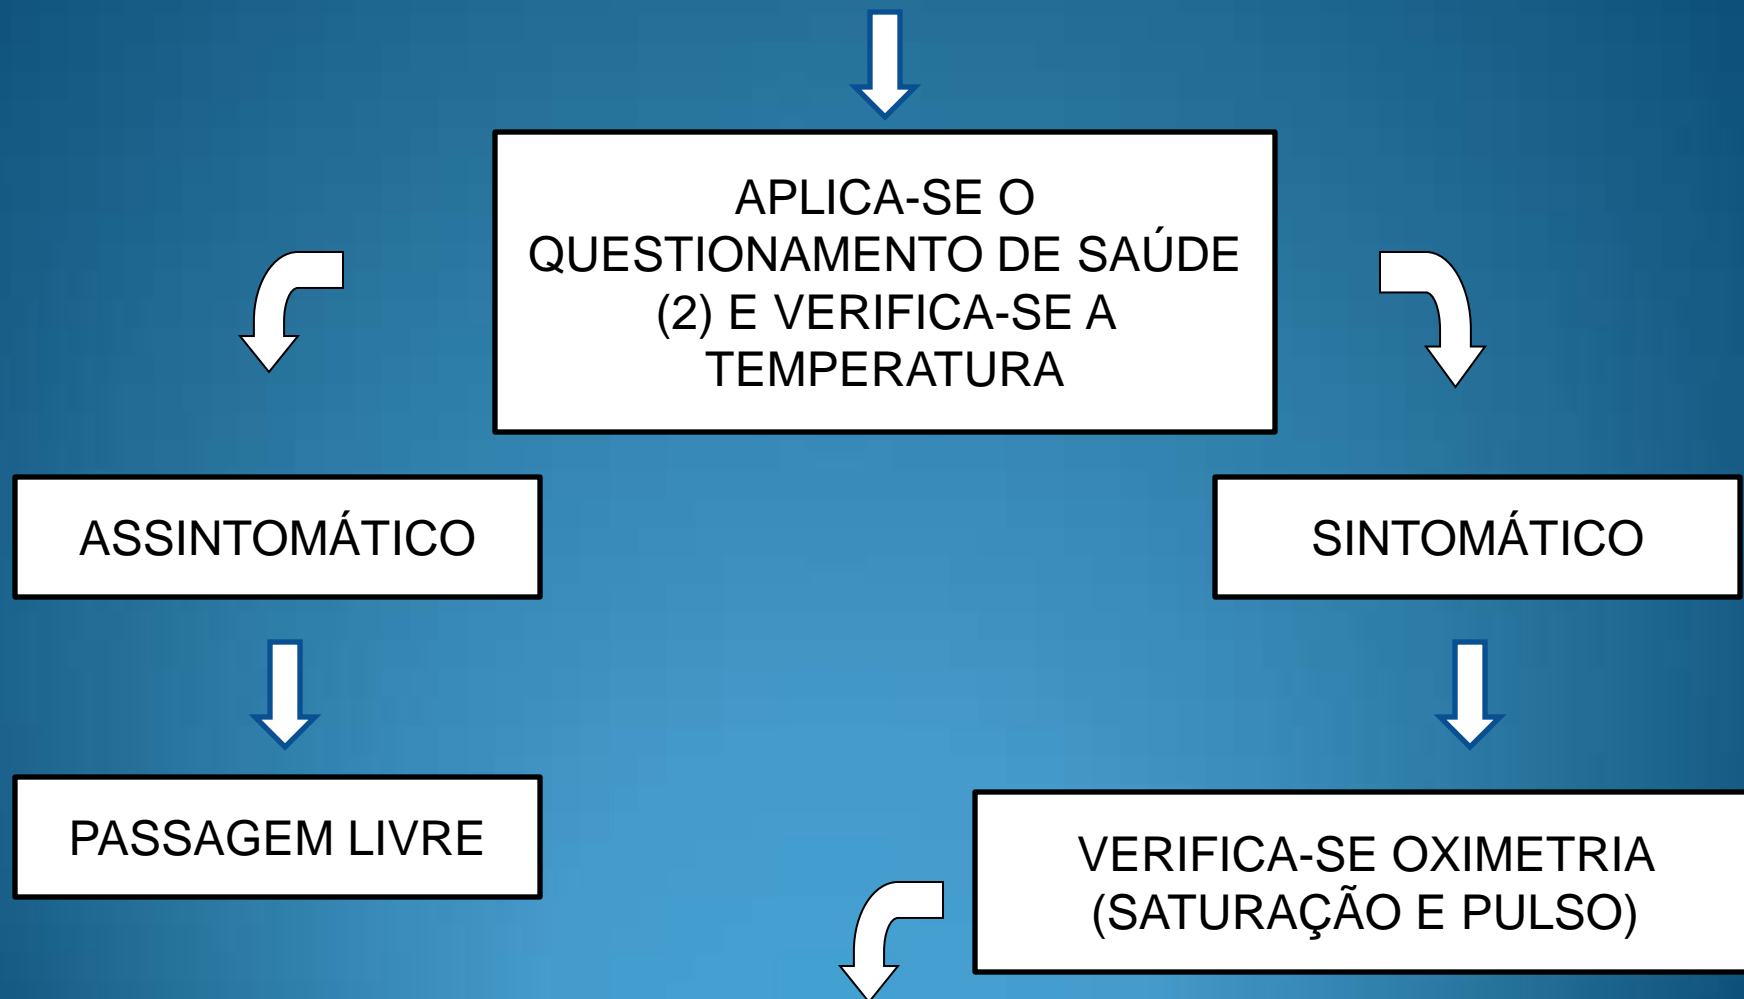 APLICA-SE O
QUESTIONAMENTO DE SAÚDE
(2) E VERIFICA-SE A
TEMPERATURA
ASSINTOMÁTICO
SINTOMÁTICO
PASSAGEM LIVRE
VERIFICA-SE OXIMETRIA
(SATURAÇÃO E PULSO)